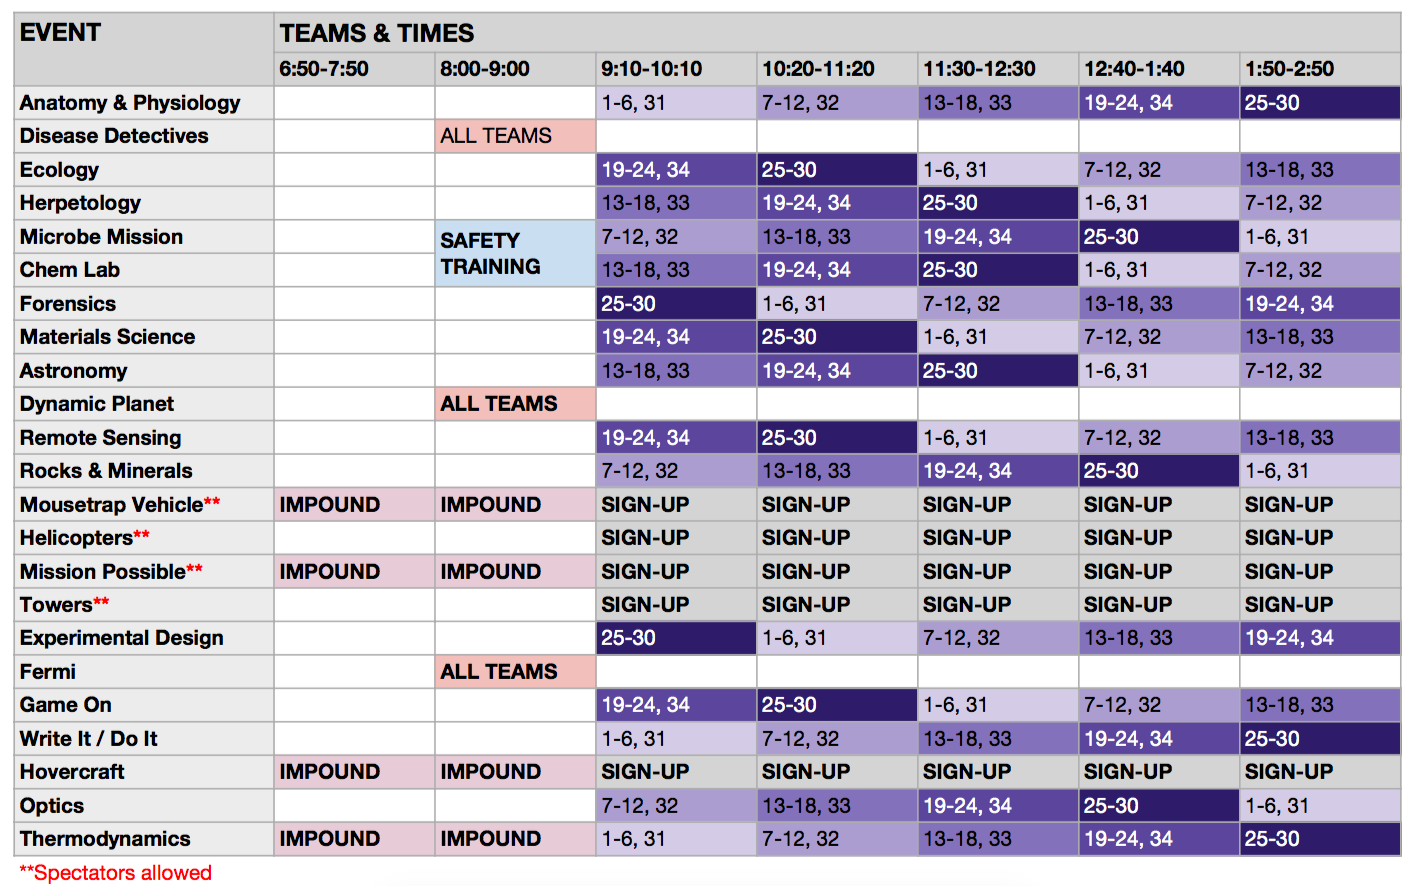 EVENT TEAMS & TIMES
6:50-7:50 8:00-9:00 9:10-10:10 10:20-11:20 11:30-12:30 12:40-1:40 1:50-2:50
Anatomy & Physiology 1-6, 31 7-12, 32 13-18, 33 19-24, 34 25-30
Disease Detectives ALL TEAMS
Ecology 19-24, 34 25-30 1-6, 31 7-12, 32 13-18, 33
Herpetology 13-18, 33 19-24, 34 25-30 1-6, 31 7-12, 32
Microbe Mission SAFETY 7-12, 32 13-18, 33 19-24, 34 25-30 1-6, 31
Chem Lab TRAINING 13-18, 33 19-24, 34 25-30 1-6, 31 7-12, 32
Forensics 25-30 1-6, 31 7-12, 32 13-18, 33 19-24, 34
Materials Science 19-24, 34 25-30 1-6, 31 7-12, 32 13-18, 33
Astronomy 13-18, 33 19-24, 34 25-30 1-6, 31 7-12, 32
Dynamic Planet ALL TEAMS
Remote Sensing 19-24, 34 25-30 1-6, 31 7-12, 32 13-18, 33
Rocks & Minerals 7-12, 32 13-18, 33 19-24, 34 25-30 1-6, 31
Mousetrap Vehicle** IMPOUND IMPOUND SIGN-UP SIGN-UP SIGN-UP SIGN-UP SIGN-UP
Helicopters** SIGN-UP SIGN-UP SIGN-UP SIGN-UP SIGN-UP
Mission Possible** IMPOUND IMPOUND SIGN-UP SIGN-UP SIGN-UP SIGN-UP SIGN-UP
Towers** SIGN-UP SIGN-UP SIGN-UP SIGN-UP SIGN-UP
Experimental Design 25-30 1-6, 31 7-12, 32 13-18, 33 19-24, 34
Fermi ALL TEAMS
Game On 19-24, 34 25-30 1-6, 31 7-12, 32 13-18, 33
Write It / Do It 1-6, 31 7-12, 32 13-18, 33 19-24, 34 25-30
Hovercraft IMPOUND IMPOUND SIGN-UP SIGN-UP SIGN-UP SIGN-UP SIGN-UP
Optics 7-12, 32 13-18, 33 19-24, 34 25-30 1-6, 31
Thermodynamics IMPOUND IMPOUND 1-6, 31 7-12, 32 13-18, 33 19-24, 34 25-30
**Spectators allowed